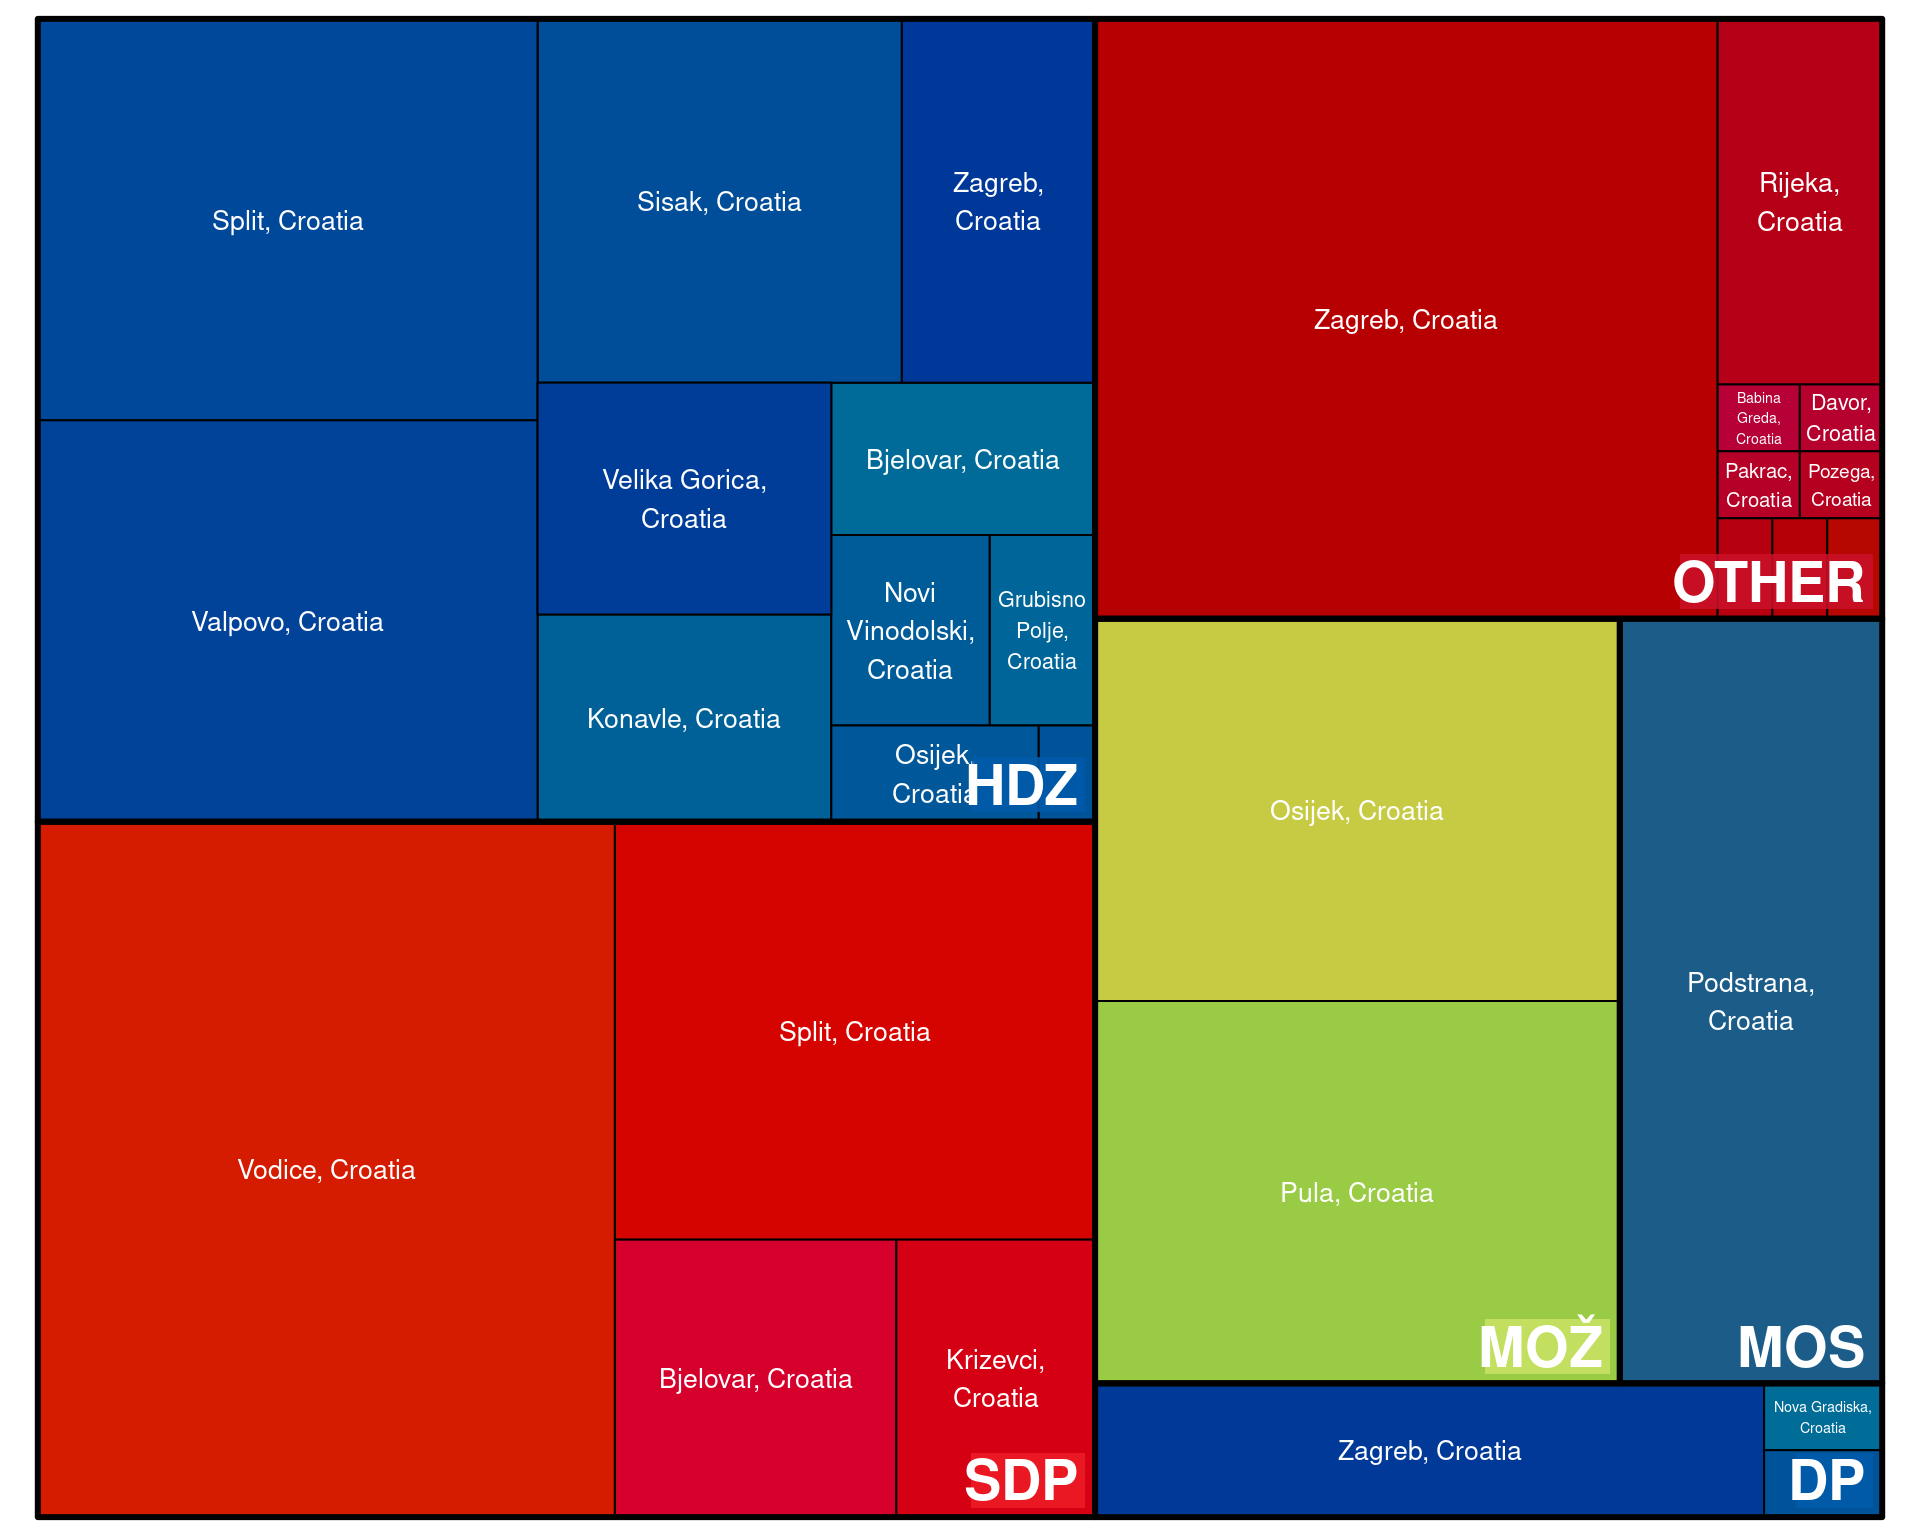 Split, Croatia
Sisak, Croatia
Zagreb,
Croatia
Valpovo, Croatia
Velika Gorica,
Croatia
Bjelovar, Croatia
Novi
Vinodolski,
Croatia
Grubisno
Polje,
Croatia
Konavle, Croatia
Osijek,
Croatia
HDZ
Vodice, Croatia
Split, Croatia
Bjelovar, Croatia
Krizevci,
Croatia
SDP
Zagreb, Croatia
Rijeka,
Croatia
Babina
Greda,
Croatia
Davor,
Croatia
Pakrac,
Croatia
Pozega,
Croatia
OTHER
Osijek, Croatia
Pula, Croatia
MOŽ
Podstrana,
Croatia
MOS
Zagreb, Croatia
Nova Gradiska,
Croatia
DP